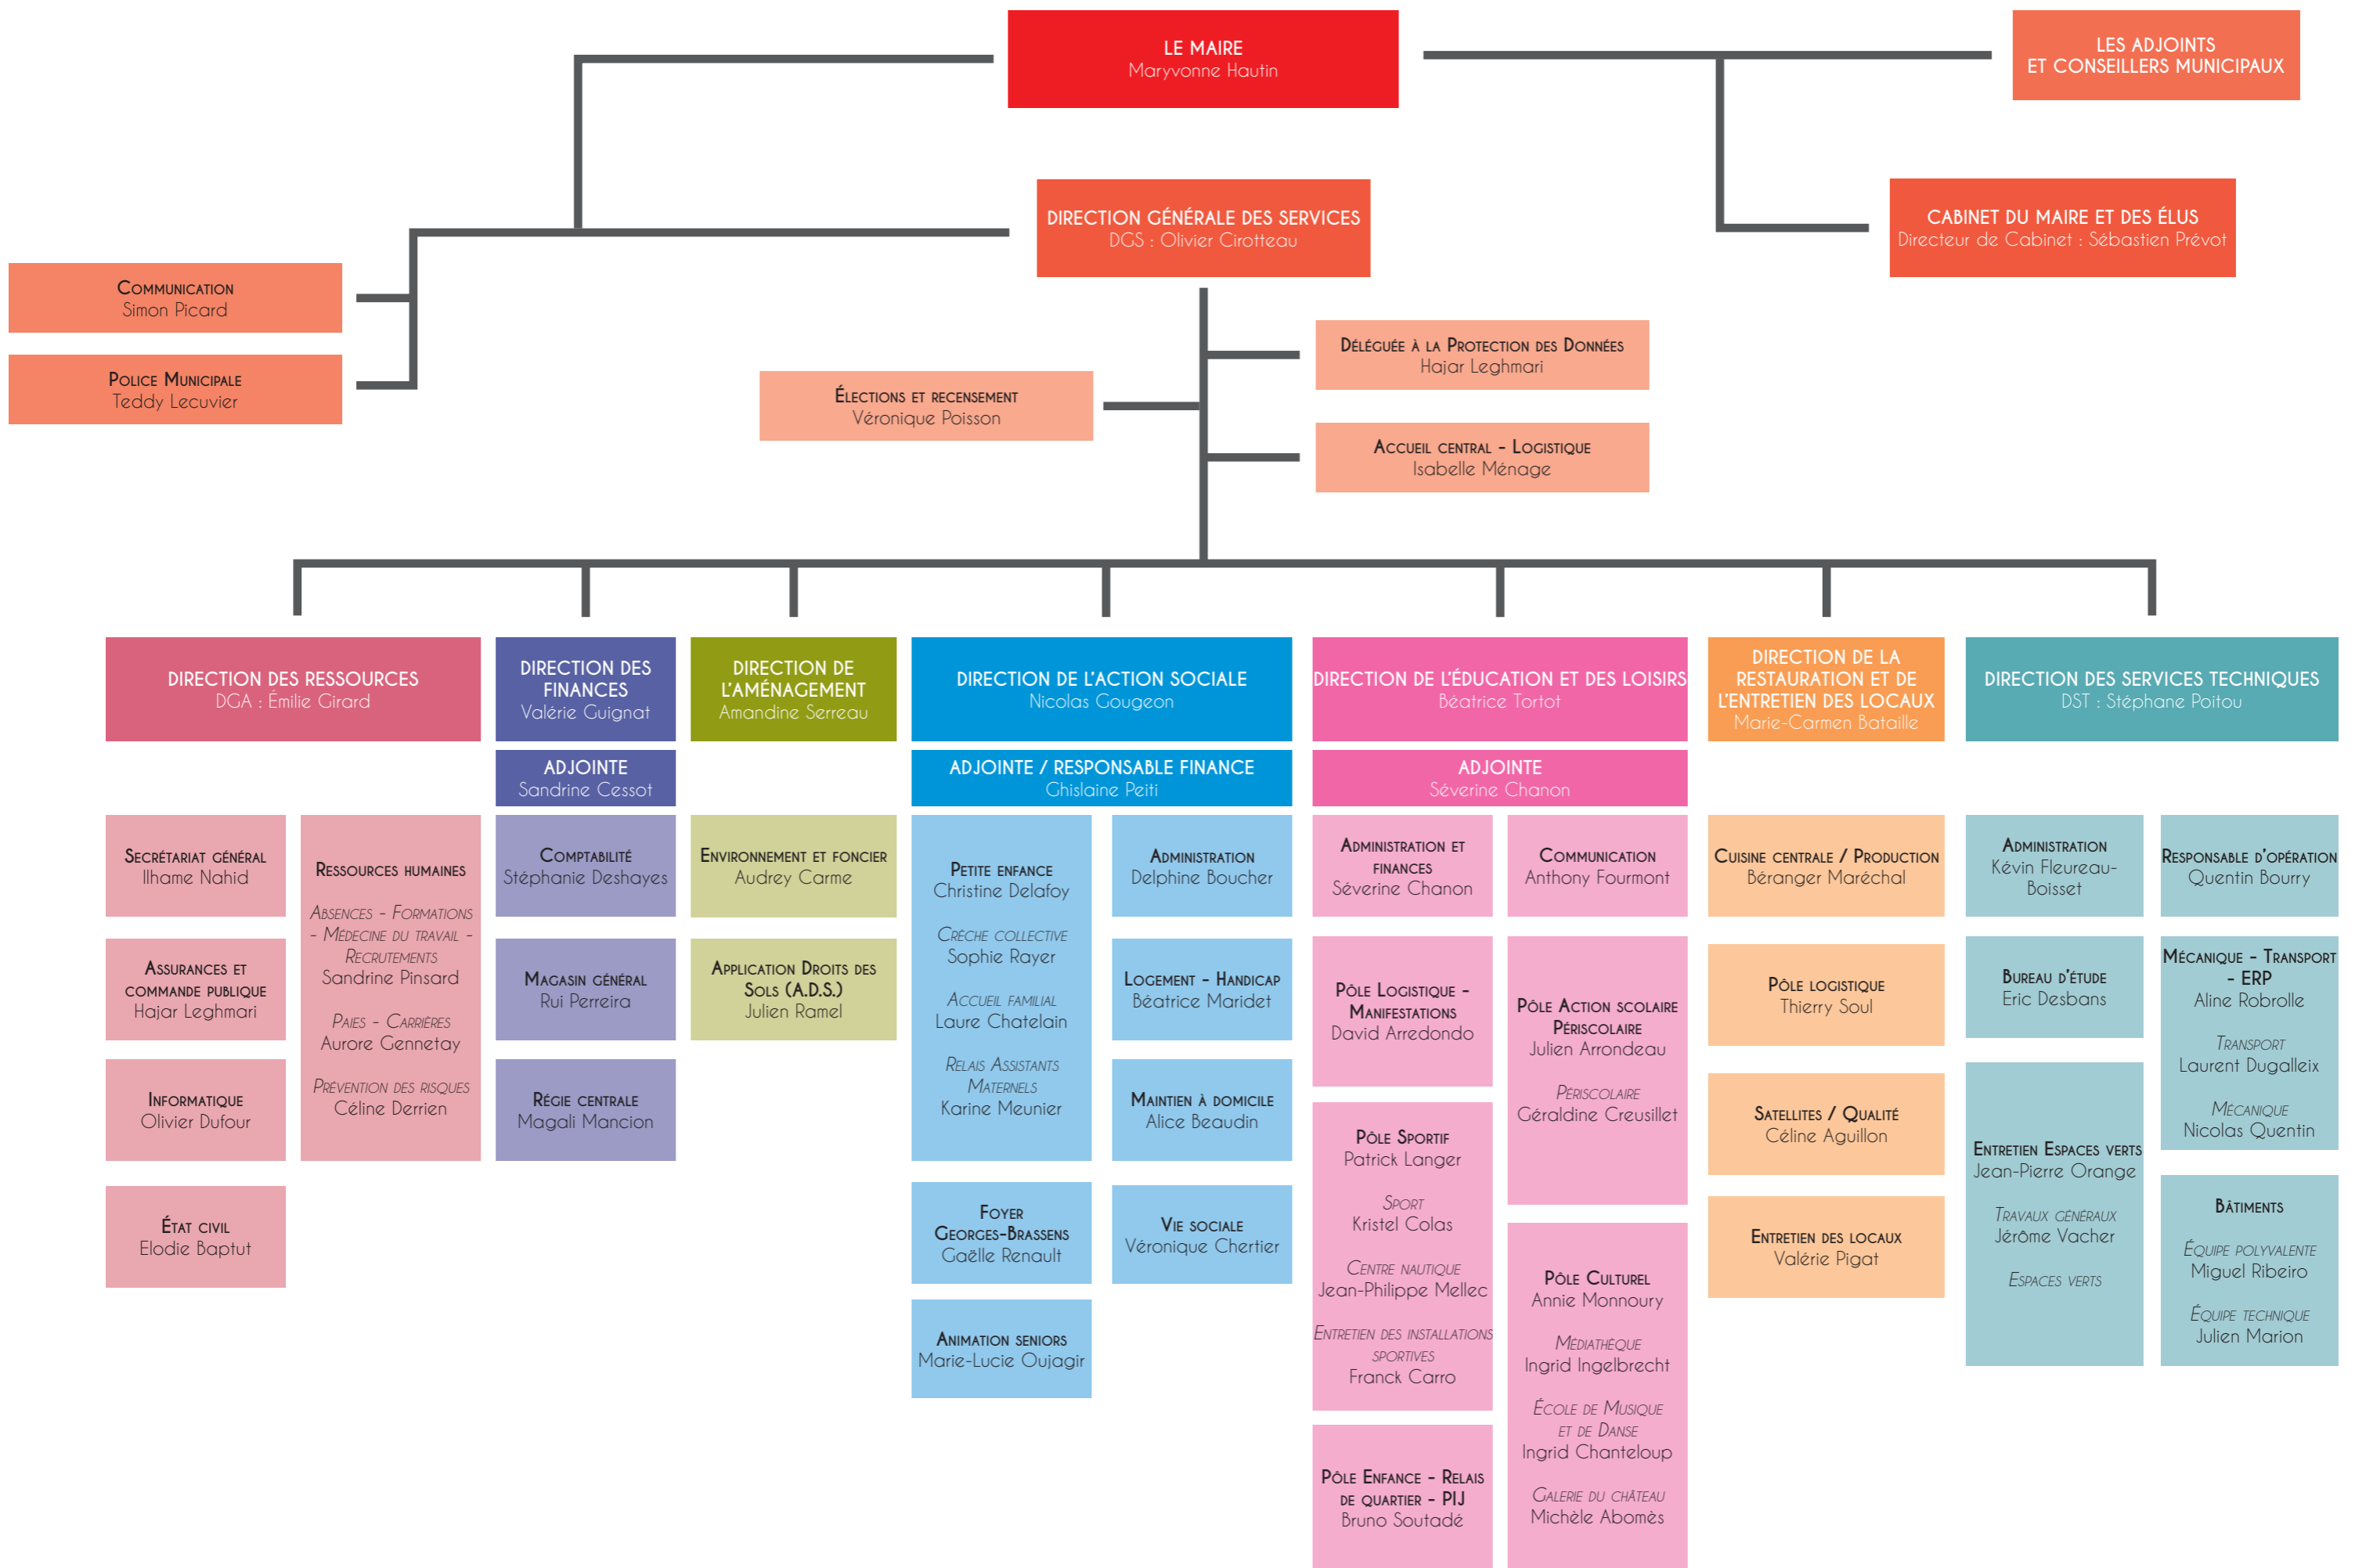 LE MAIRE
Maryvonne Hautin
LES ADJOINTS
ET CONSEILLERS MUNICIPAUX
DIRECTION GÉNÉRALE DES SERVICES
DGS : Olivier Cirotteau
CABINET DU MAIRE ET DES ÉLUS
Directeur de Cabinet : Sébastien Prévot
Communication
Simon Picard
Police Municipale
Teddy Lecuvier
Déléguée à la Protection des Données
Hajar Leghmari
Élections et recensement
Véronique Poisson
Accueil central - Logistique
Isabelle Ménage
DIRECTION DES RESSOURCES
DGA : Émilie Girard
Secrétariat général
Ilhame Nahid
Assurances et
commande publique
Hajar Leghmari
Informatique
Olivier Dufour
État civil
Elodie Baptut
Ressources humaines
Absences - Formations
- Médecine du travail -
Recrutements
Sandrine Pinsard
Paies - Carrières
Aurore Gennetay
Prévention des risques
Céline Derrien
DIRECTION DES
FINANCES
Valérie Guignat
ADJOINTE
Sandrine Cessot
Comptabilité
Stéphanie Deshayes
Magasin général
Rui Perreira
Régie centrale
Magali Mancion
DIRECTION DE
L'AMÉNAGEMENT
Amandine Serreau
Environnement et foncier
Audrey Carme
Application Droits des
Sols (A.D.S.)
Julien Ramel
DIRECTION DE L'ACTION SOCIALE
Nicolas Gougeon
ADJOINTE / RESPONSABLE FINANCE
Ghislaine Peiti
Petite enfance
Christine Delafoy
Crèche collective
Sophie Rayer
Accueil familial
Laure Chatelain
Relais Assistants
Maternels
Karine Meunier
Foyer
Georges-Brassens
Gaëlle Renault
Animation seniors
Marie-Lucie Oujagir
Administration
Delphine Boucher
Logement - Handicap
Béatrice Maridet
Maintien à domicile
Alice Beaudin
Vie sociale
Véronique Chertier
DIRECTION DE L'ÉDUCATION ET DES LOISIRS
Béatrice Tortot
ADJOINTE
Séverine Chanon
Administration et
finances
Séverine Chanon
Pôle Logistique -
Manifestations
David Arredondo
Pôle Sportif
Patrick Langer
Sport
Kristel Colas
Centre nautique
Jean-Philippe Mellec
Entretien des installations
sportives
Franck Carro
Pôle Enfance - Relais
de quartier - PIJ
Bruno Soutadé
Communication
Anthony Fourmont
Pôle Action scolaire
Périscolaire
Julien Arrondeau
Périscolaire
Géraldine Creusillet
Pôle Culturel
Annie Monnoury
Médiathèque
Ingrid Ingelbrecht
École de Musique
et de Danse
Ingrid Chanteloup
Galerie du château
Michèle Abomès
DIRECTION DE LA
RESTAURATION ET DE
L'ENTRETIEN DES LOCAUX
Marie-Carmen Bataille
Cuisine centrale / Production
Béranger Maréchal
Pôle logistique
Thierry Soul
Satellites / Qualité
Céline Aguillon
Entretien des locaux
Valérie Pigat
DIRECTION DES SERVICES TECHNIQUES
DST : Stéphane Poitou
Administration
Kévin Fleureau-
Boisset
Bureau d'étude
Eric Desbans
Entretien Espaces verts
Jean-Pierre Orange
Travaux généraux
Jérôme Vacher
Espaces verts
Responsable d'opération
Quentin Bourry
Mécanique - Transport
- ERP
Aline Robrolle
Transport
Laurent Dugalleix
Mécanique
Nicolas Quentin
Bâtiments
Équipe polyvalente
Miguel Ribeiro
Équipe technique
Julien Marion